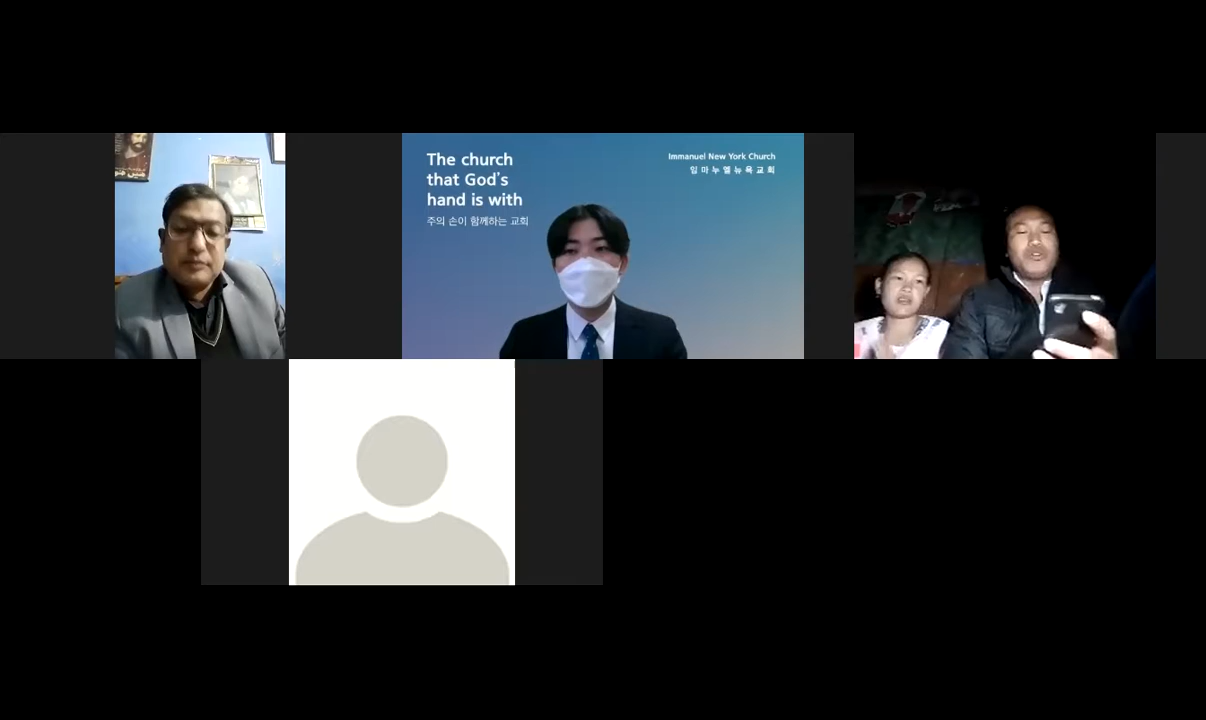 The church
that God's
hand is with
주의 손이 함께하는 교회
Immanuel New York Church
임마누엘뉴욕교회